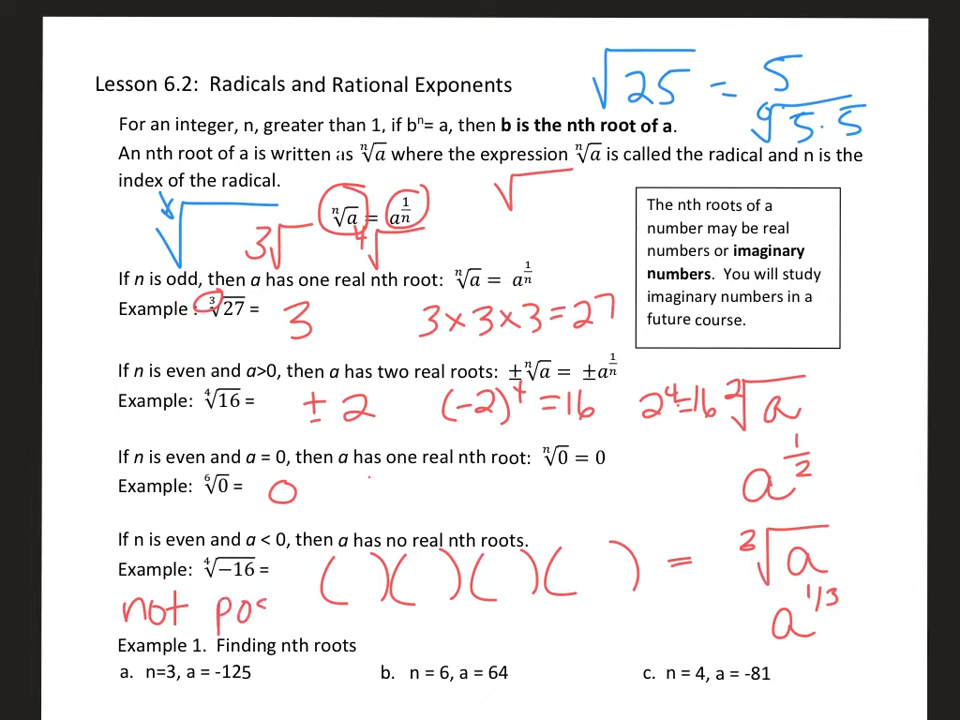 Lesson 6.2: Radicals and Rational Exponents
√25 = 5
√5·5
For an integer, n, greater than 1, if bⁿ= a, then b is the nth root of a.
An nth root of a is written as ⁿ√a where the expression ⁿ√a is called the radical and n is the
index of the radical.
√
ⁿ√a = a^(1/n)
√ 3√ 4√
The nth roots of a
number may be real
numbers or imaginary
numbers. You will study
imaginary numbers in a
future course.
If n is odd, then a has one real nth root: ⁿ√a = a^(1/n)
Example : ³√27 = 3 3×3×3=27
If n is even and a>0, then a has two real roots: ±ⁿ√a = ±a^(1/n)
Example: ⁴√16 = ±2 (-2)⁴ =16 2⁴=16 ²√a
If n is even and a = 0, then a has one real nth root: ⁿ√0 = 0
a^(1/2)
Example: ⁶√0 = 0
If n is even and a < 0, then a has no real nth roots.
Example: ⁴√−16 = ( )( )( )( ) = ³√a
not pos
a^(1/3)
Example 1. Finding nth roots
a. n=3, a = -125 b. n = 6, a = 64 c. n = 4, a = -81